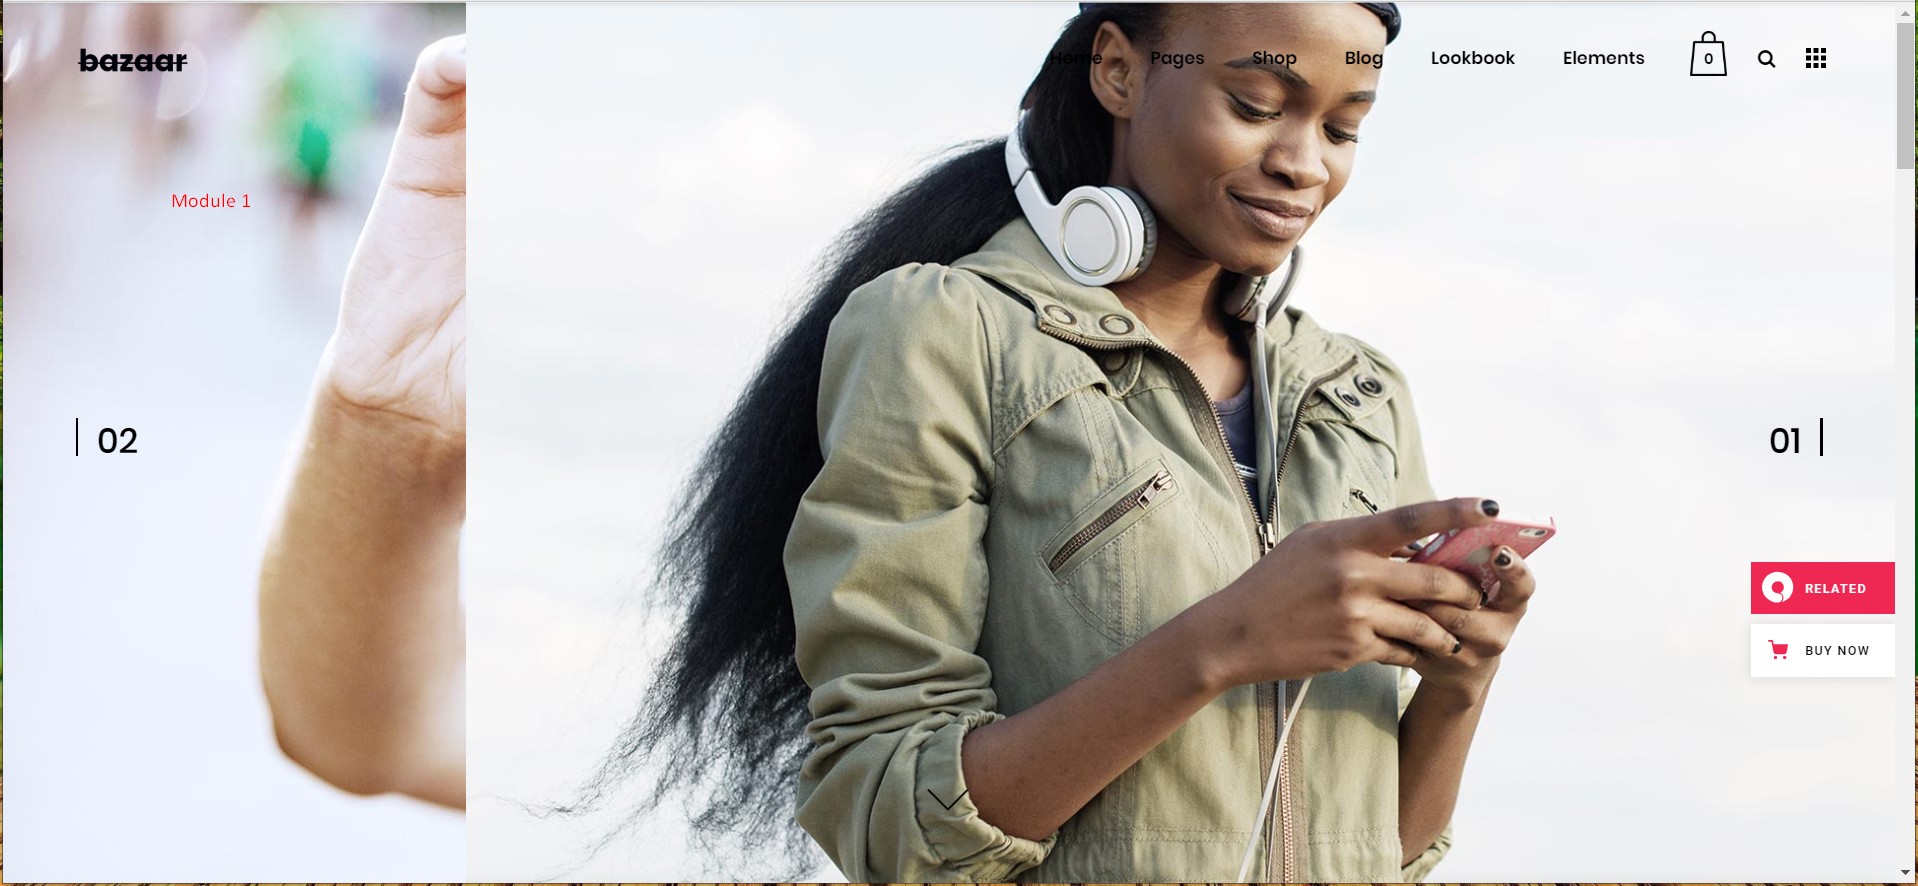 bazaar
Home Pages Shop Blog Lookbook Elements 0
Module 1
02
01
RELATED
BUY NOW